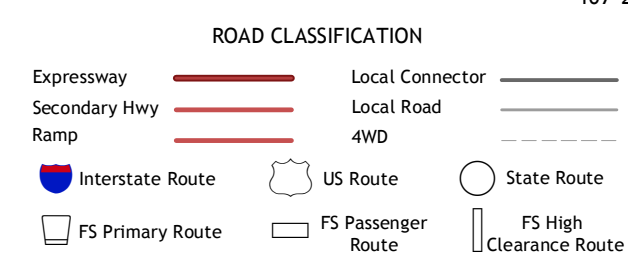 ROAD CLASSIFICATION
Expressway
Local Connector
Secondary Hwy
Local Road
Ramp
4WD
Interstate Route
US Route
State Route
FS Primary Route
FS Passenger
Route
FS High
Clearance Route